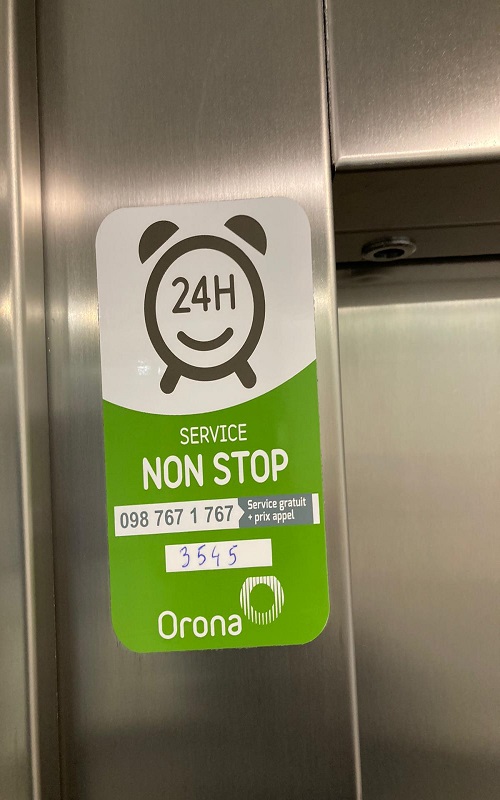 24H
SERVICE
NON STOP
098 767 1 767
Service gratuit
+ prix appel
3545
Orona